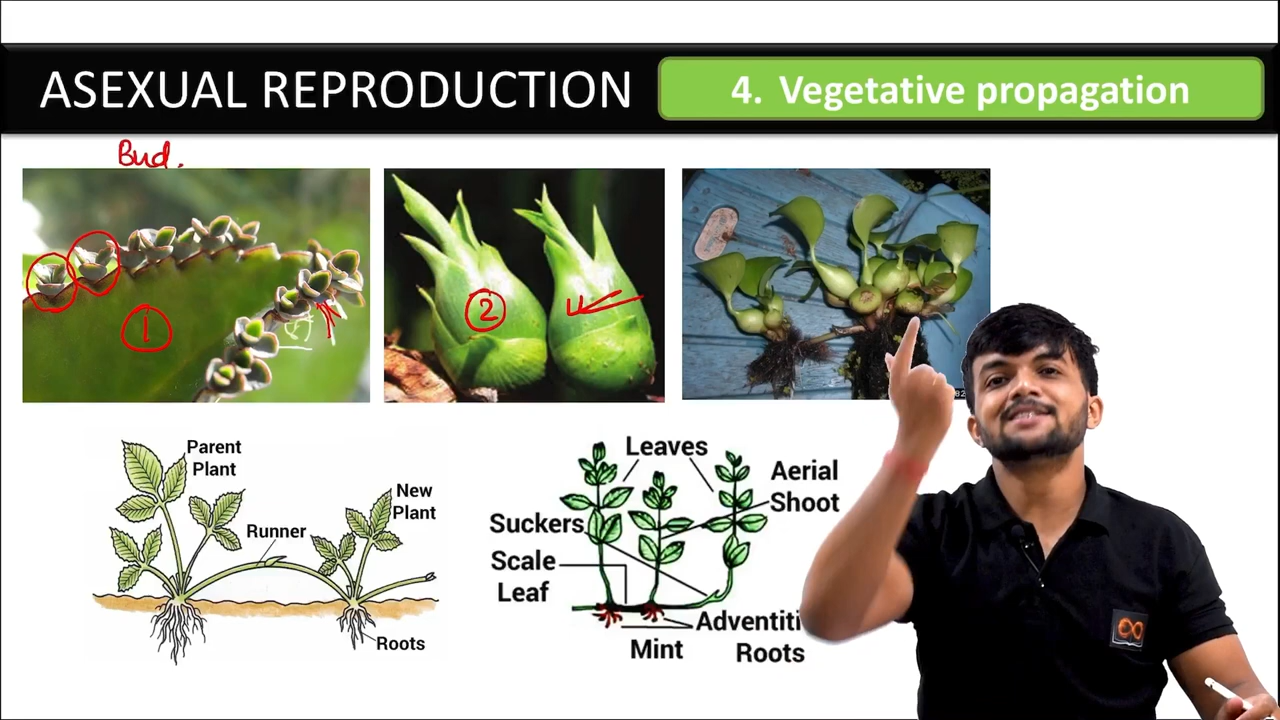 ASEXUAL REPRODUCTION
4. Vegetative propagation
Bud.
1
2
Parent
Plant
Runner
New
Plant
Roots
Leaves
Aerial
Shoot
Suckers
Scale
Leaf
Adventiti
Roots
Mint